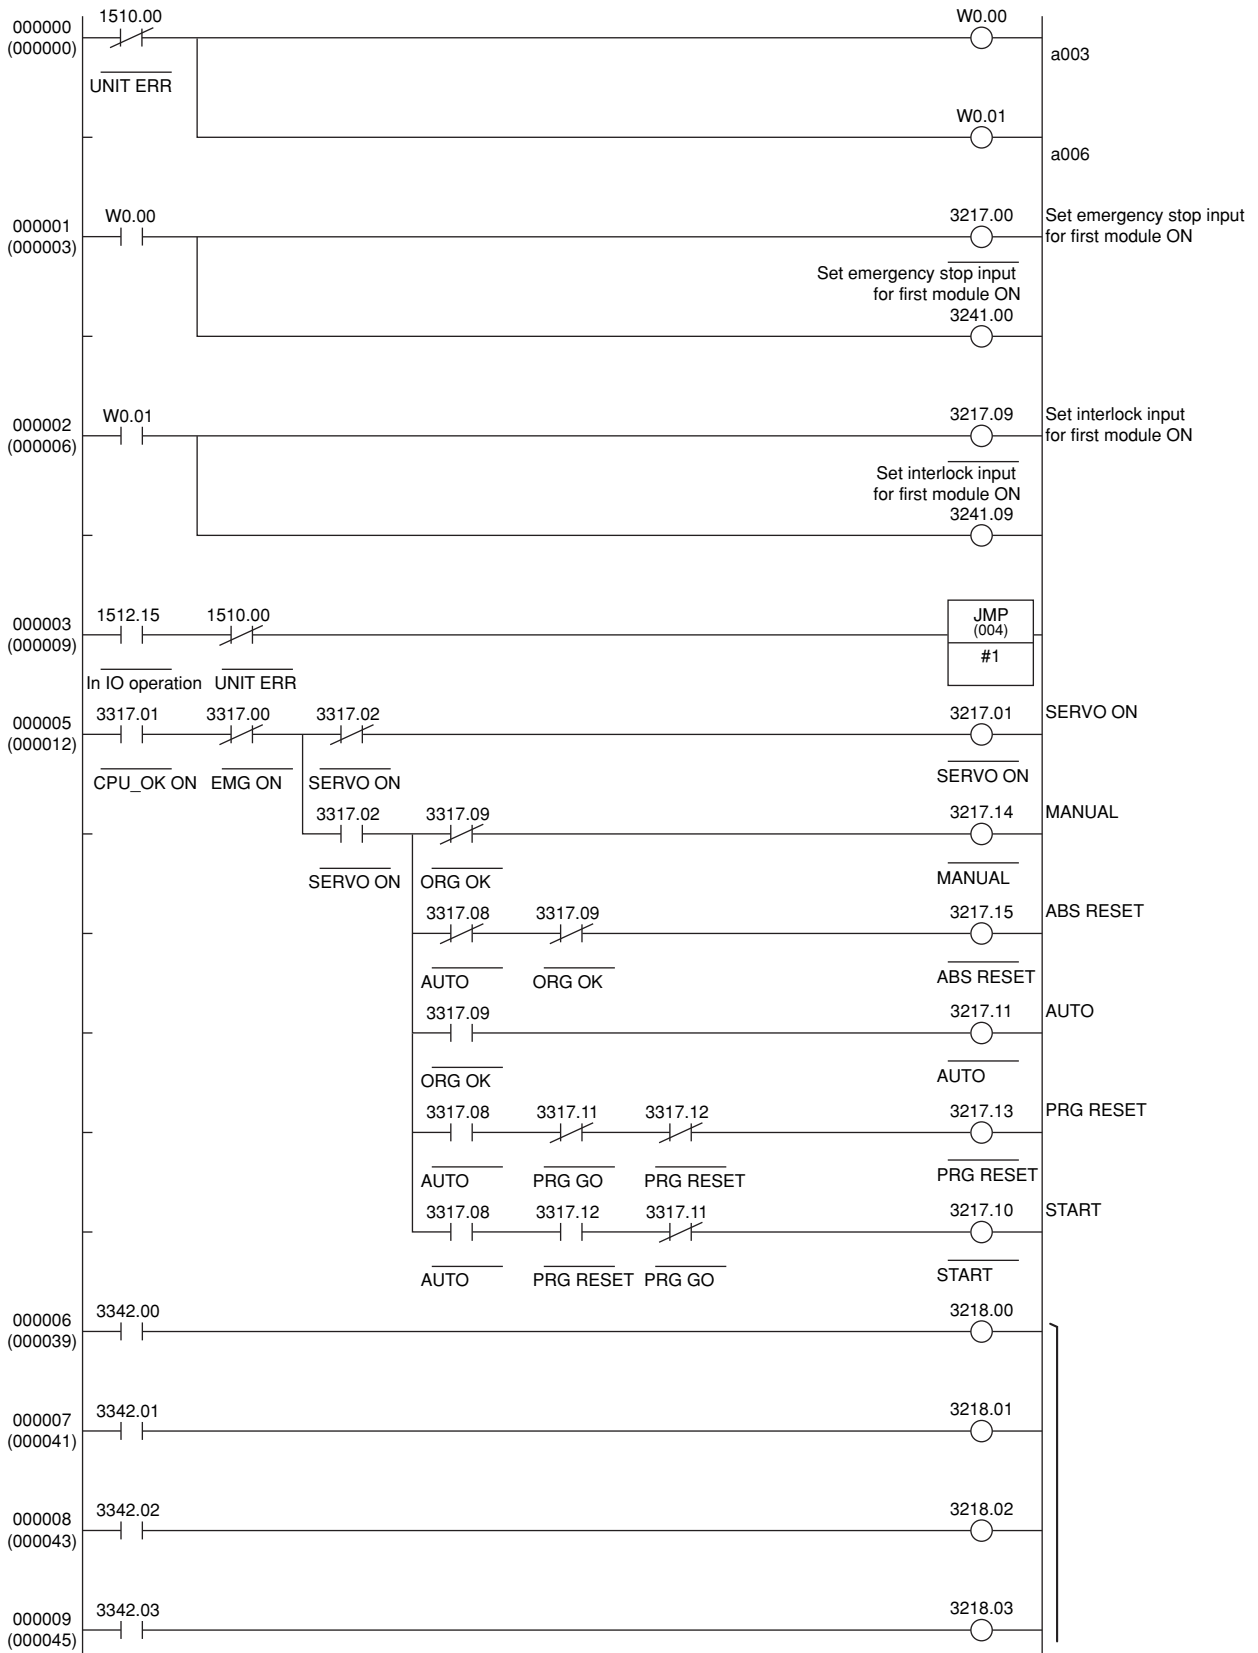 1510.00
W0.00
000000
(000000)
a003
UNIT ERR
W0.01
a006
W0.00
3217.00
Set emergency stop input
for first module ON
000001
(000003)
Set emergency stop input
for first module ON
3241.00
W0.01
3217.09
Set interlock input
for first module ON
000002
(000006)
Set interlock input
for first module ON
3241.09
1512.15
1510.00
JMP
(004)
#1
000003
(000009)
In IO operation
UNIT ERR
3317.01
3317.00
3317.02
3217.01
SERVO ON
000005
(000012)
CPU_OK ON
EMG ON
SERVO ON
SERVO ON
3317.02
3317.09
3217.14
MANUAL
SERVO ON
ORG OK
MANUAL
3317.08
3317.09
3217.15
ABS RESET
AUTO
ORG OK
ABS RESET
3317.09
3217.11
AUTO
ORG OK
AUTO
3317.08
3317.11
3317.12
3217.13
PRG RESET
AUTO
PRG GO
PRG RESET
PRG RESET
3317.08
3317.12
3317.11
3217.10
START
AUTO
PRG RESET
PRG GO
START
3342.00
3218.00
000006
(000039)
3342.01
3218.01
000007
(000041)
3342.02
3218.02
000008
(000043)
3342.03
3218.03
000009
(000045)